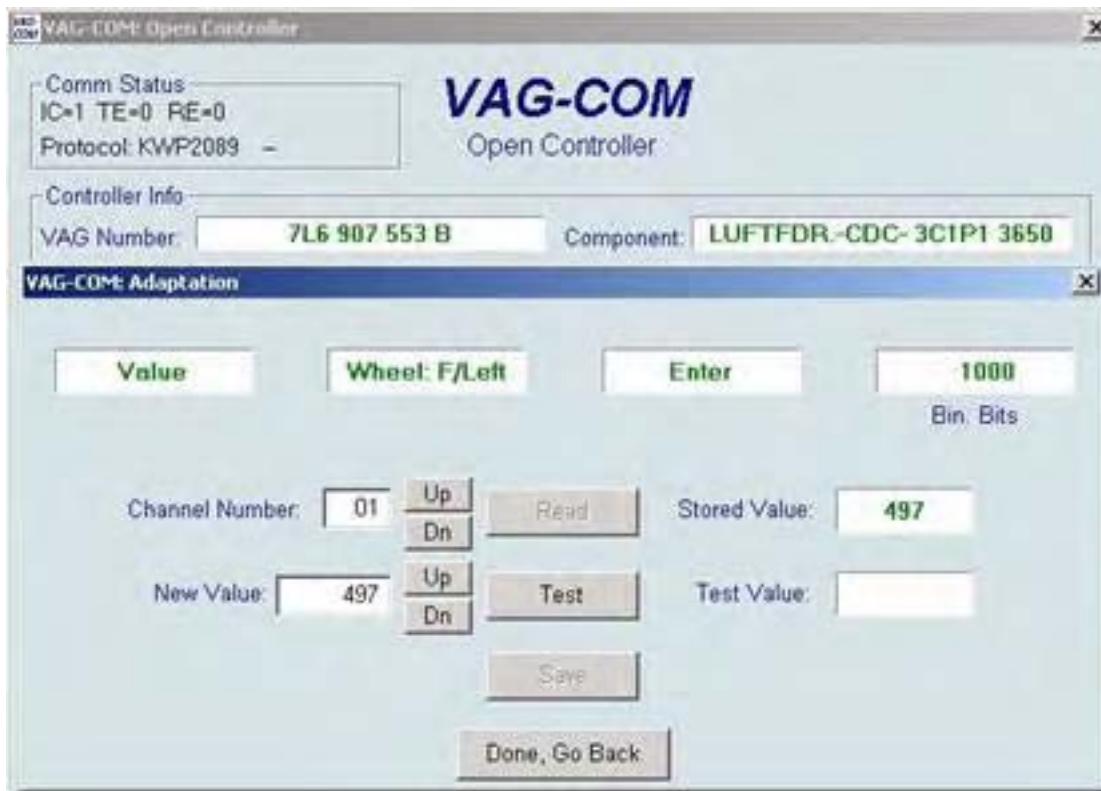 VAG-COM: Open Controller
Comm Status
IC=1 TE=0 RE=0
Protocol: KWP2089 -
VAG-COM
Open Controller
Controller Info
VAG Number: 7L6 907 553 B Component: LUFTFDR.-CDC- 3C1P1 3650
VAG-COM: Adaptation
Value Wheel: F/Left Enter 1000
Bin. Bits
Channel Number: 01 Up Dn Read Stored Value: 497
New Value: 497 Up Dn Test Test Value:
Save
Done, Go Back